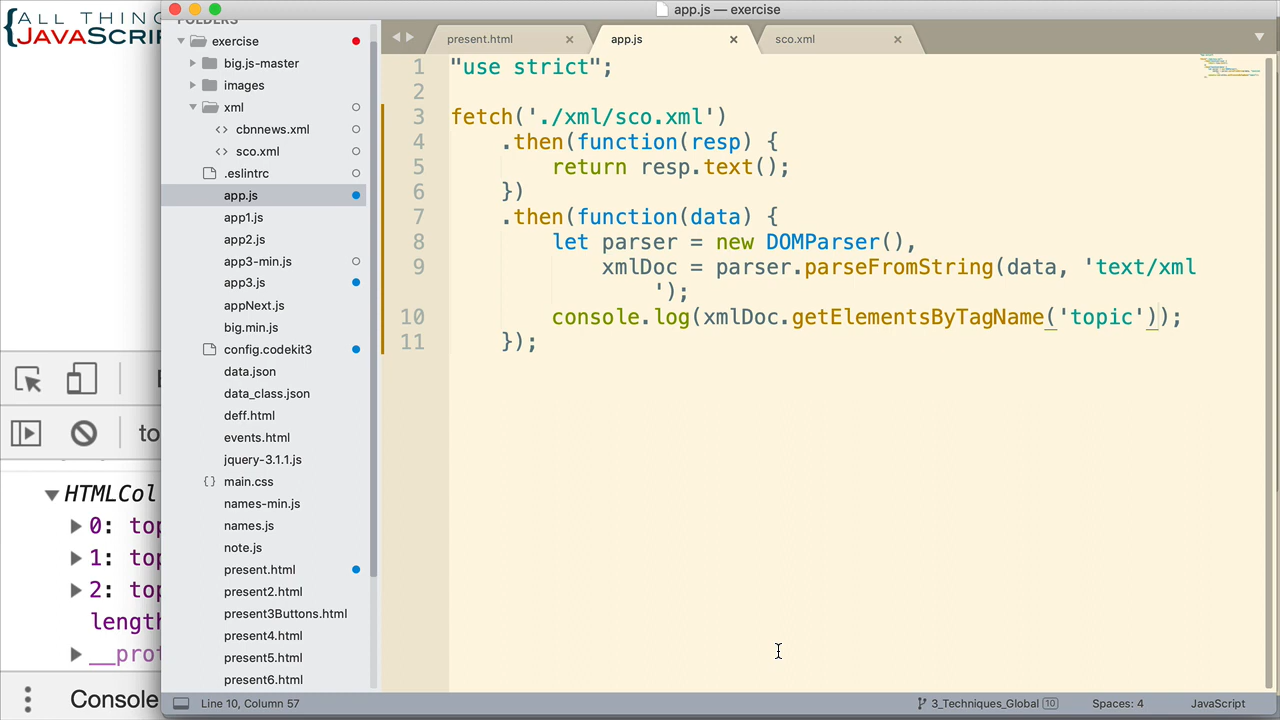 {ALL THIN
JAVASCRI
app.js — exercise
FOLDERS
exercise
big.js-master
images
xml
cbnnews.xml
sco.xml
.eslintrc
app.js
app1.js
app2.js
app3-min.js
app3.js
appNext.js
big.min.js
config.codekit3
data.json
data_class.json
deff.html
events.html
jquery-3.1.1.js
{} main.css
names-min.js
names.js
note.js
present.html
present2.html
present3Buttons.html
present4.html
present5.html
present6.html
present.html
app.js
sco.xml
1 "use strict";
2
3 fetch('./xml/sco.xml')
4 .then(function(resp) {
5 return resp.text();
6 })
7 .then(function(data) {
8 let parser = new DOMParser(),
9 xmlDoc = parser.parseFromString(data, 'text/xml
');
10 console.log(xmlDoc.getElementsByTagName('topic'));
11 });
to
HTMLCol
0: top
1: top
2: top
length
__prot
Console
Line 10, Column 57
3_Techniques_Global 10
Spaces: 4
JavaScript